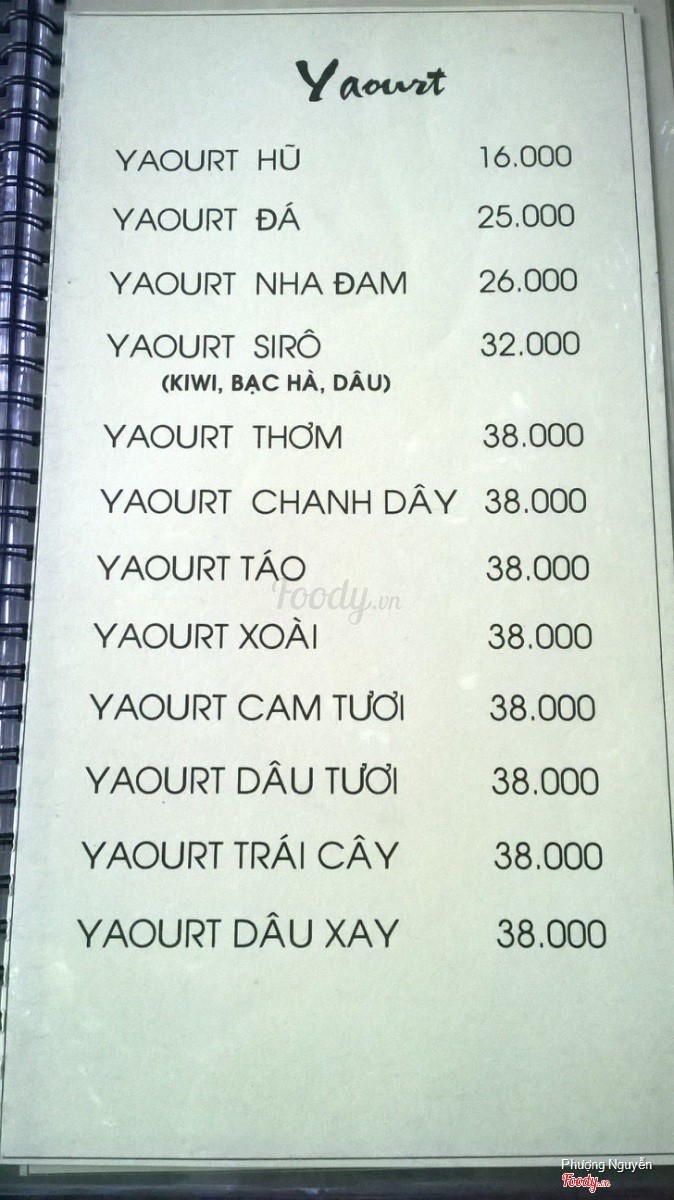 Yaourt
YAOURT HŨ 16.000
YAOURT ĐÁ 25.000
YAOURT NHA ĐAM 26.000
YAOURT SIRÔ 32.000
(KIWI, BẠC HÀ, DÂU)
YAOURT THƠM 38.000
YAOURT CHANH DÂY 38.000
YAOURT TÁO 38.000
Foody.vn
YAOURT XOÀI 38.000
YAOURT CAM TƯƠI 38.000
YAOURT DÂU TƯƠI 38.000
YAOURT TRÁI CÂY 38.000
YAOURT DÂU XAY 38.000
Phượng Nguyễn
Foody.vn